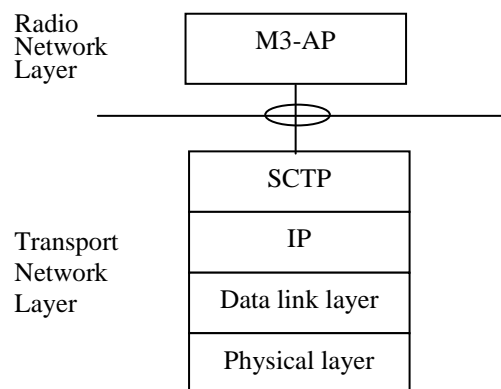 Radio
Network
Layer
M3-AP
SCTP
IP
Transport
Network
Layer
Data link layer
Physical layer